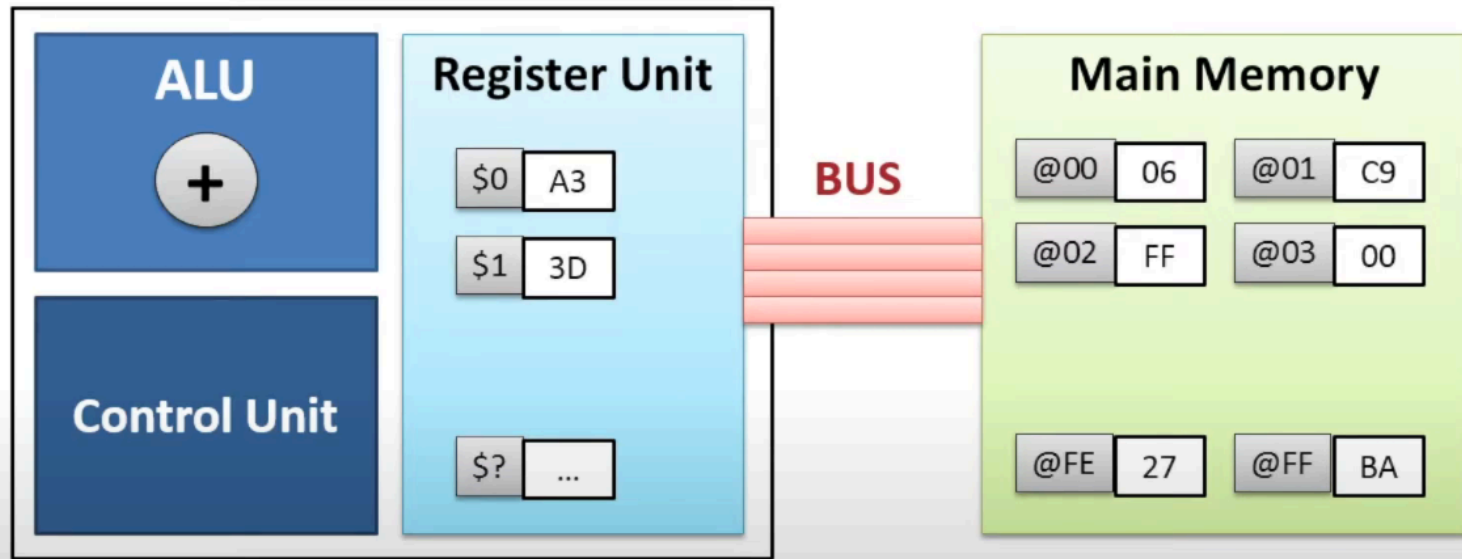 ALU
+
Control Unit
Register Unit
$0 A3
$1 3D
$? ...
BUS
Main Memory
@00 06 @01 C9
@02 FF @03 00
@FE 27 @FF BA